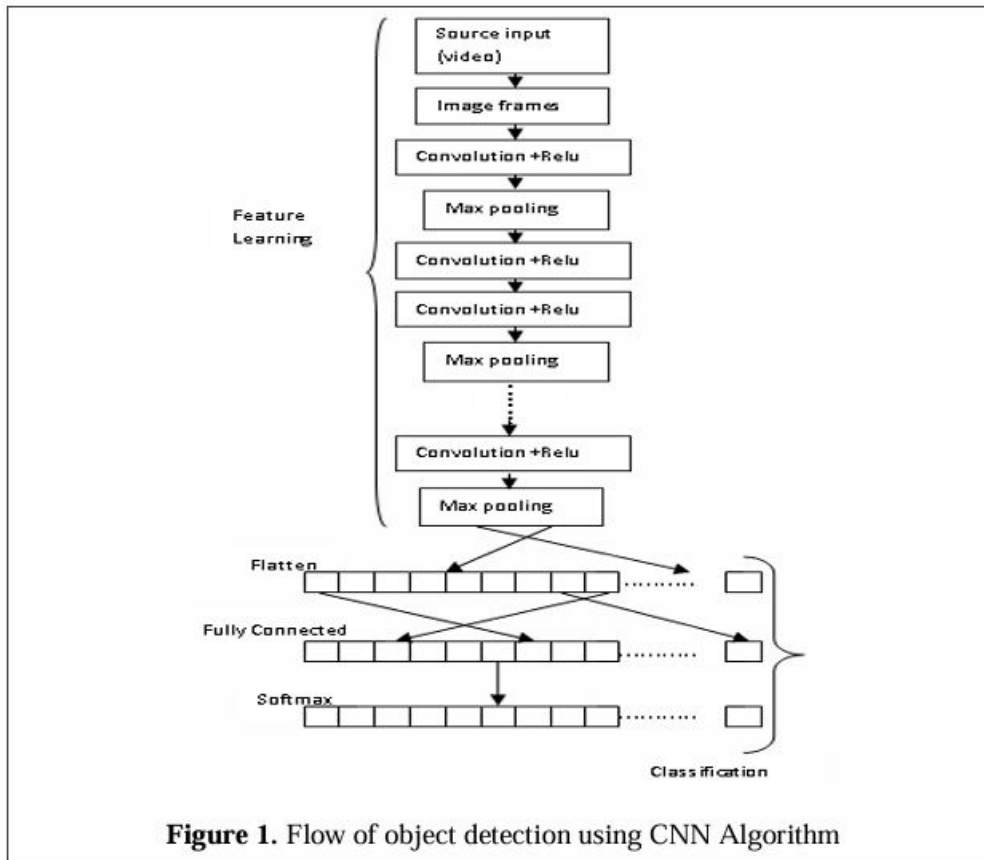 Source input
(video)
Image frames
Convolution +Relu
Max pooling
Feature
Learning
Convolution +Relu
Convolution +Relu
Max pooling
Convolution +Relu
Max pooling
Flatten
Fully Connected
Softmax
Classification
Figure 1. Flow of object detection using CNN Algorithm